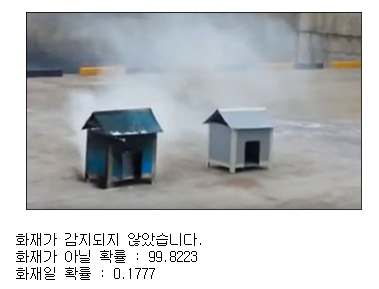 화재가 감지되지 않았습니다.
화재가 아닐 확률 : 99.8223
화재일 확률 : 0.1777